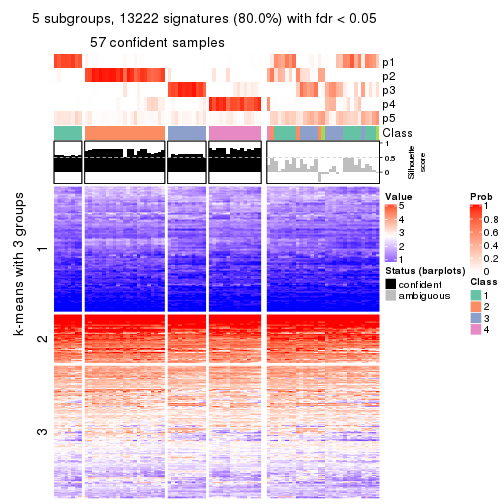 5 subgroups, 13222 signatures (80.0%) with fdr < 0.05
57 confident samples
p1
p2
p3
p4
p5
Class
1
0.5
0
Silhouette
score
k-means with 3 groups
1
2
3
Value
5
4
3
2
1
Status (barplots)
confident
ambiguous
Prob
1
0.8
0.6
0.4
0.2
0
Class
1
2
3
4